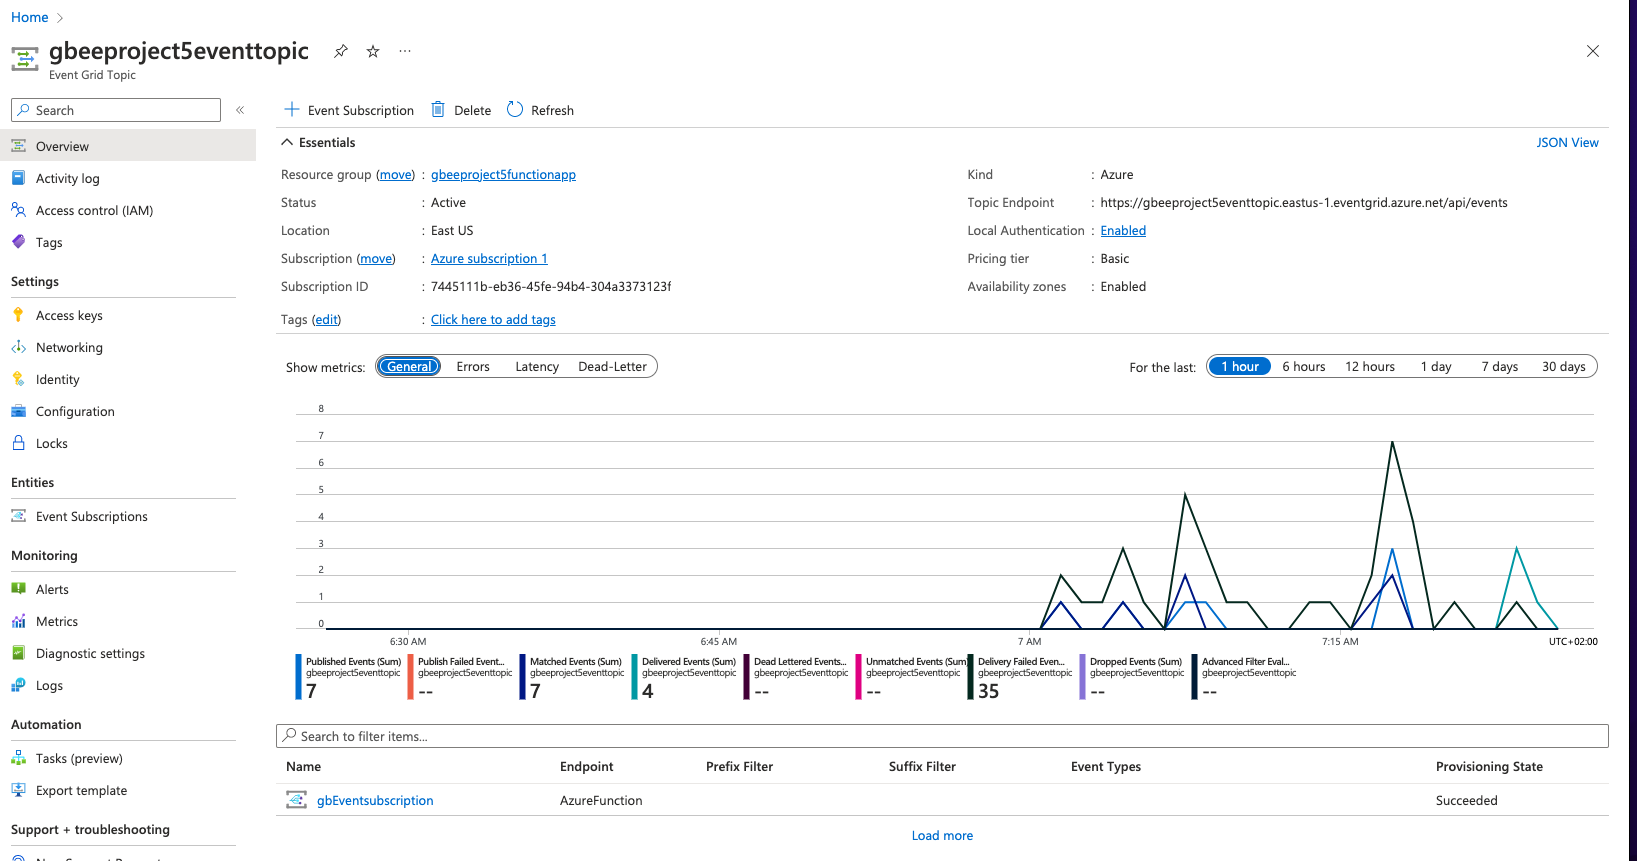 Home
gbeeproject5eventtopic
Event Grid Topic
Search
Overview
Activity log
Access control (IAM)
Tags
Settings
Access keys
Networking
Identity
Configuration
Locks
Entities
Event Subscriptions
Monitoring
Alerts
Metrics
Diagnostic settings
Logs
Automation
Tasks (preview)
Export template
Support + troubleshooting
Event Subscription Delete Refresh
Essentials JSON View
Resource group (move) : gbeeproject5functionapp
Status : Active
Location : East US
Subscription (move) : Azure subscription 1
Subscription ID : 7445111b-eb36-45fe-94b4-304a3373123f
Tags (edit) : Click here to add tags
Kind : Azure
Topic Endpoint : https://gbeeproject5eventtopic.eastus-1.eventgrid.azure.net/api/events
Local Authentication : Enabled
Pricing tier : Basic
Availability zones : Enabled
Show metrics: General Errors Latency Dead-Letter
For the last: 1 hour 6 hours 12 hours 1 day 7 days 30 days
8
7
6
5
4
3
2
1
0
6:30 AM 6:45 AM 7 AM 7:15 AM UTC+02:00
Published Events (Sum)
gbeeproject5eventtopic
7
Publish Failed Event...
gbeeproject5eventtopic
--
Matched Events (Sum)
gbeeproject5eventtopic
7
Delivered Events (Sum)
gbeeproject5eventtopic
4
Dead Lettered Events...
gbeeproject5eventtopic
--
Unmatched Events (Sum)
gbeeproject5eventtopic
--
Delivery Failed Even...
gbeeproject5eventtopic
35
Dropped Events (Sum)
gbeeproject5eventtopic
--
Advanced Filter Eval...
gbeeproject5eventtopic
--
Search to filter items...
Name Endpoint Prefix Filter Suffix Filter Event Types Provisioning State
gbEventsubscription AzureFunction Succeeded
Load more